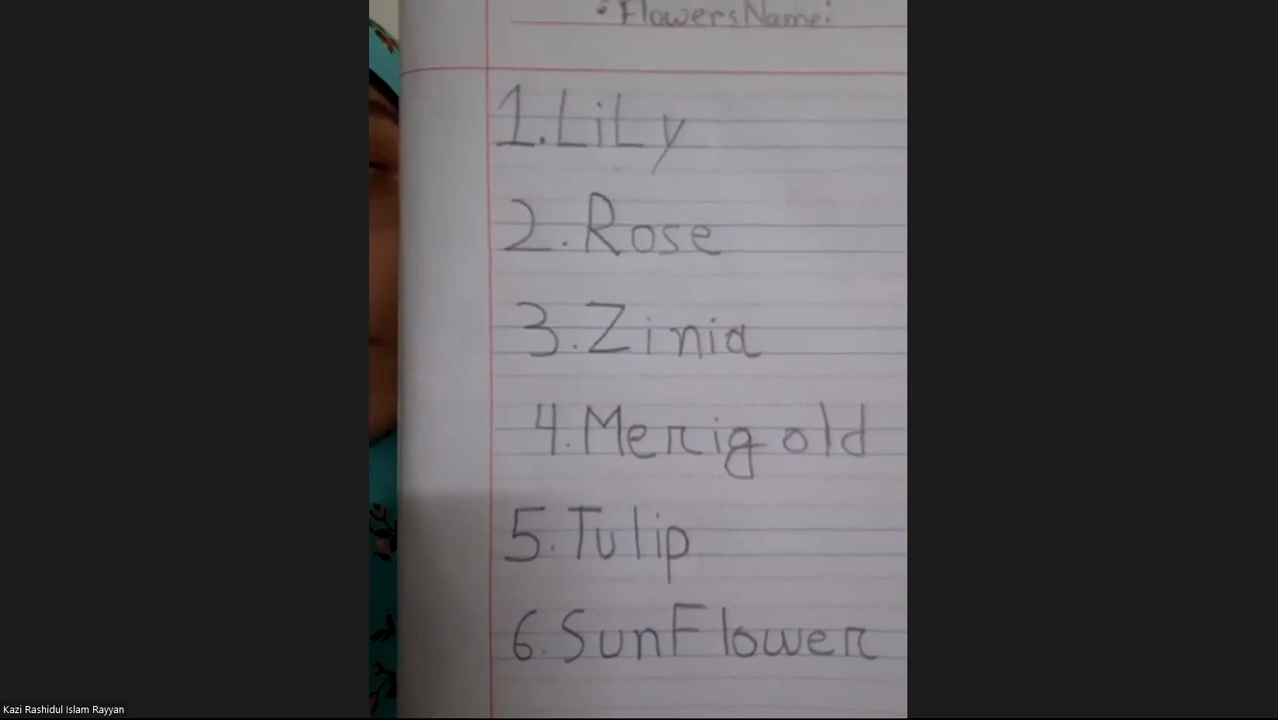 • FlowersName:
1.LiLy
2.Rose
3.Zinia
4.Merigold
5.Tulip
6.SunFlower
Kazi Rashidul Islam Rayyan